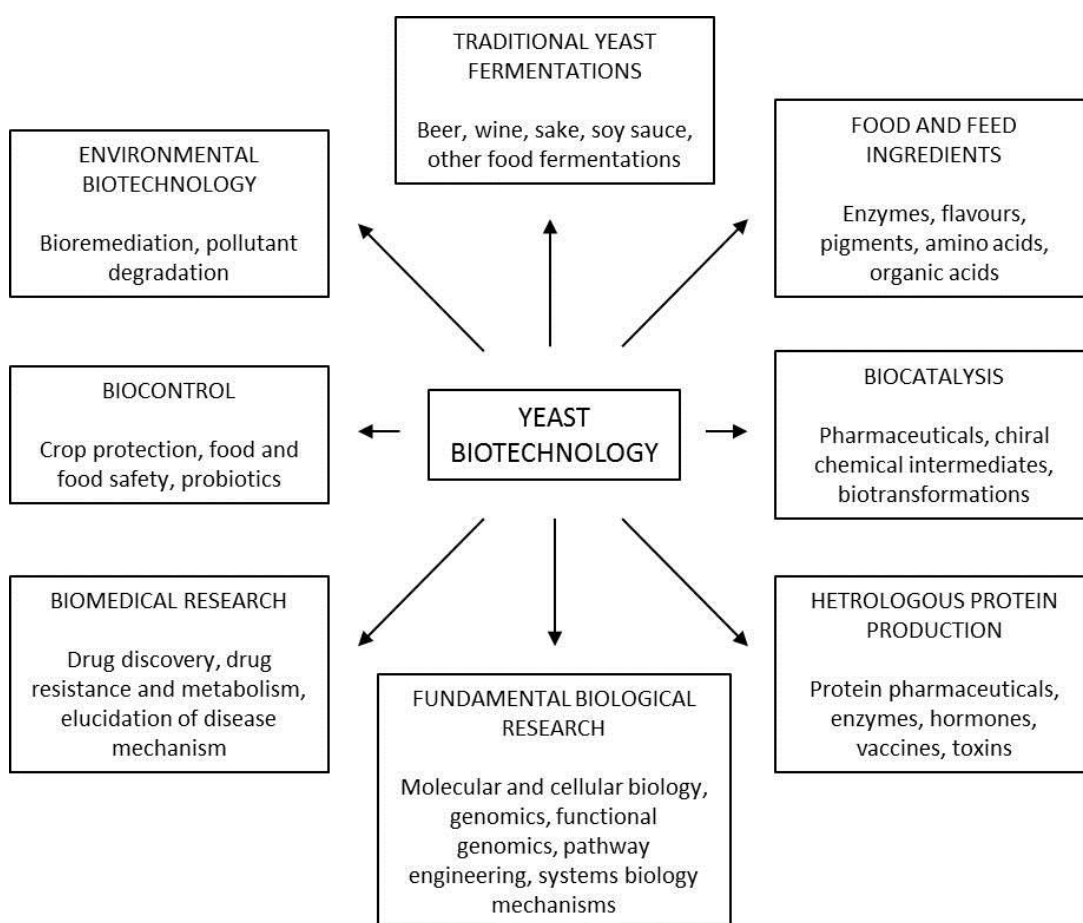 TRADITIONAL YEAST
FERMENTATIONS
Beer, wine, sake, soy sauce,
other food fermentations
ENVIRONMENTAL
BIOTECHNOLOGY
Bioremediation, pollutant
degradation
FOOD AND FEED
INGREDIENTS
Enzymes, flavours,
pigments, amino acids,
organic acids
BIOCONTROL
Crop protection, food and
food safety, probiotics
YEAST
BIOTECHNOLOGY
BIOCATALYSIS
Pharmaceuticals, chiral
chemical intermediates,
biotransformations
BIOMEDICAL RESEARCH
Drug discovery, drug
resistance and metabolism,
elucidation of disease
mechanism
FUNDAMENTAL BIOLOGICAL
RESEARCH
Molecular and cellular biology,
genomics, functional
genomics, pathway
engineering, systems biology
mechanisms
HETROLOGOUS PROTEIN
PRODUCTION
Protein pharmaceuticals,
enzymes, hormones,
vaccines, toxins